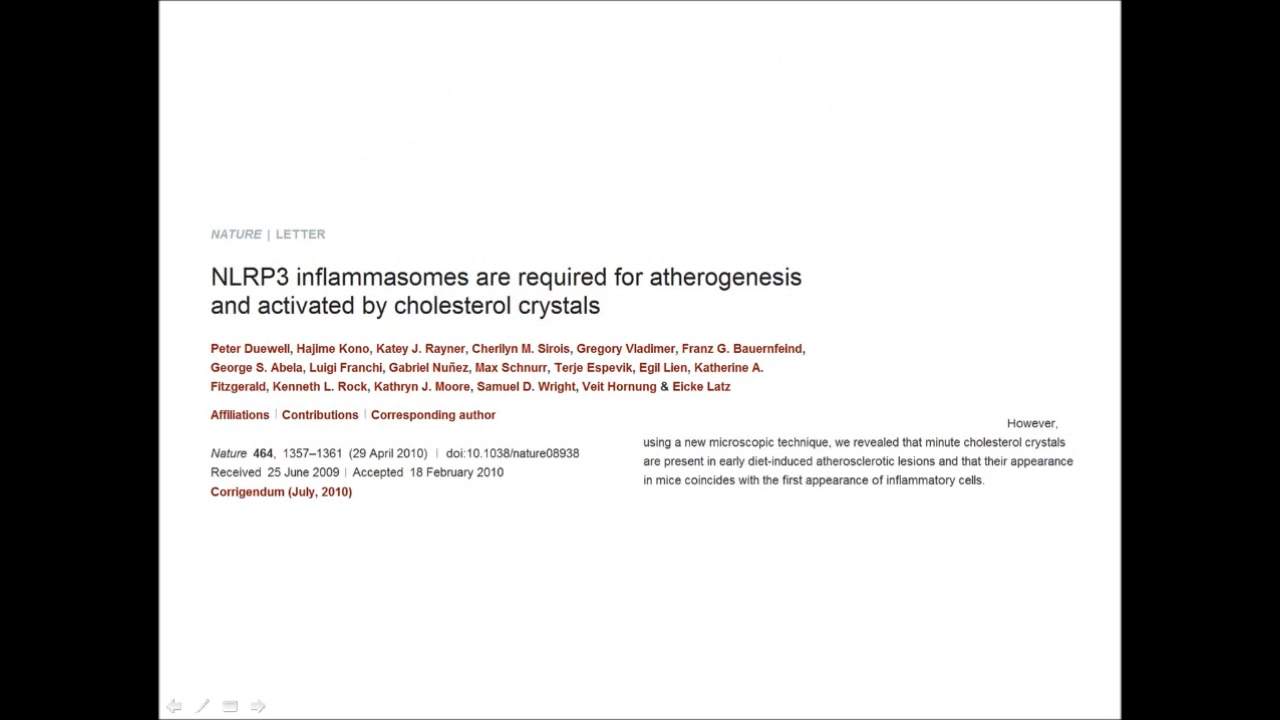 NATURE | LETTER
NLRP3 inflammasomes are required for atherogenesis
and activated by cholesterol crystals
Peter Duewell, Hajime Kono, Katey J. Rayner, Cherilyn M. Sirois, Gregory Vladimer, Franz G. Bauernfeind,
George S. Abela, Luigi Franchi, Gabriel Nuñez, Max Schnurr, Terje Espevik, Egil Lien, Katherine A.
Fitzgerald, Kenneth L. Rock, Kathryn J. Moore, Samuel D. Wright, Veit Hornung & Eicke Latz
Affiliations | Contributions | Corresponding author
Nature 464, 1357–1361 (29 April 2010) | doi:10.1038/nature08938
Received 25 June 2009 | Accepted 18 February 2010
Corrigendum (July, 2010)
However,
using a new microscopic technique, we revealed that minute cholesterol crystals
are present in early diet-induced atherosclerotic lesions and that their appearance
in mice coincides with the first appearance of inflammatory cells.